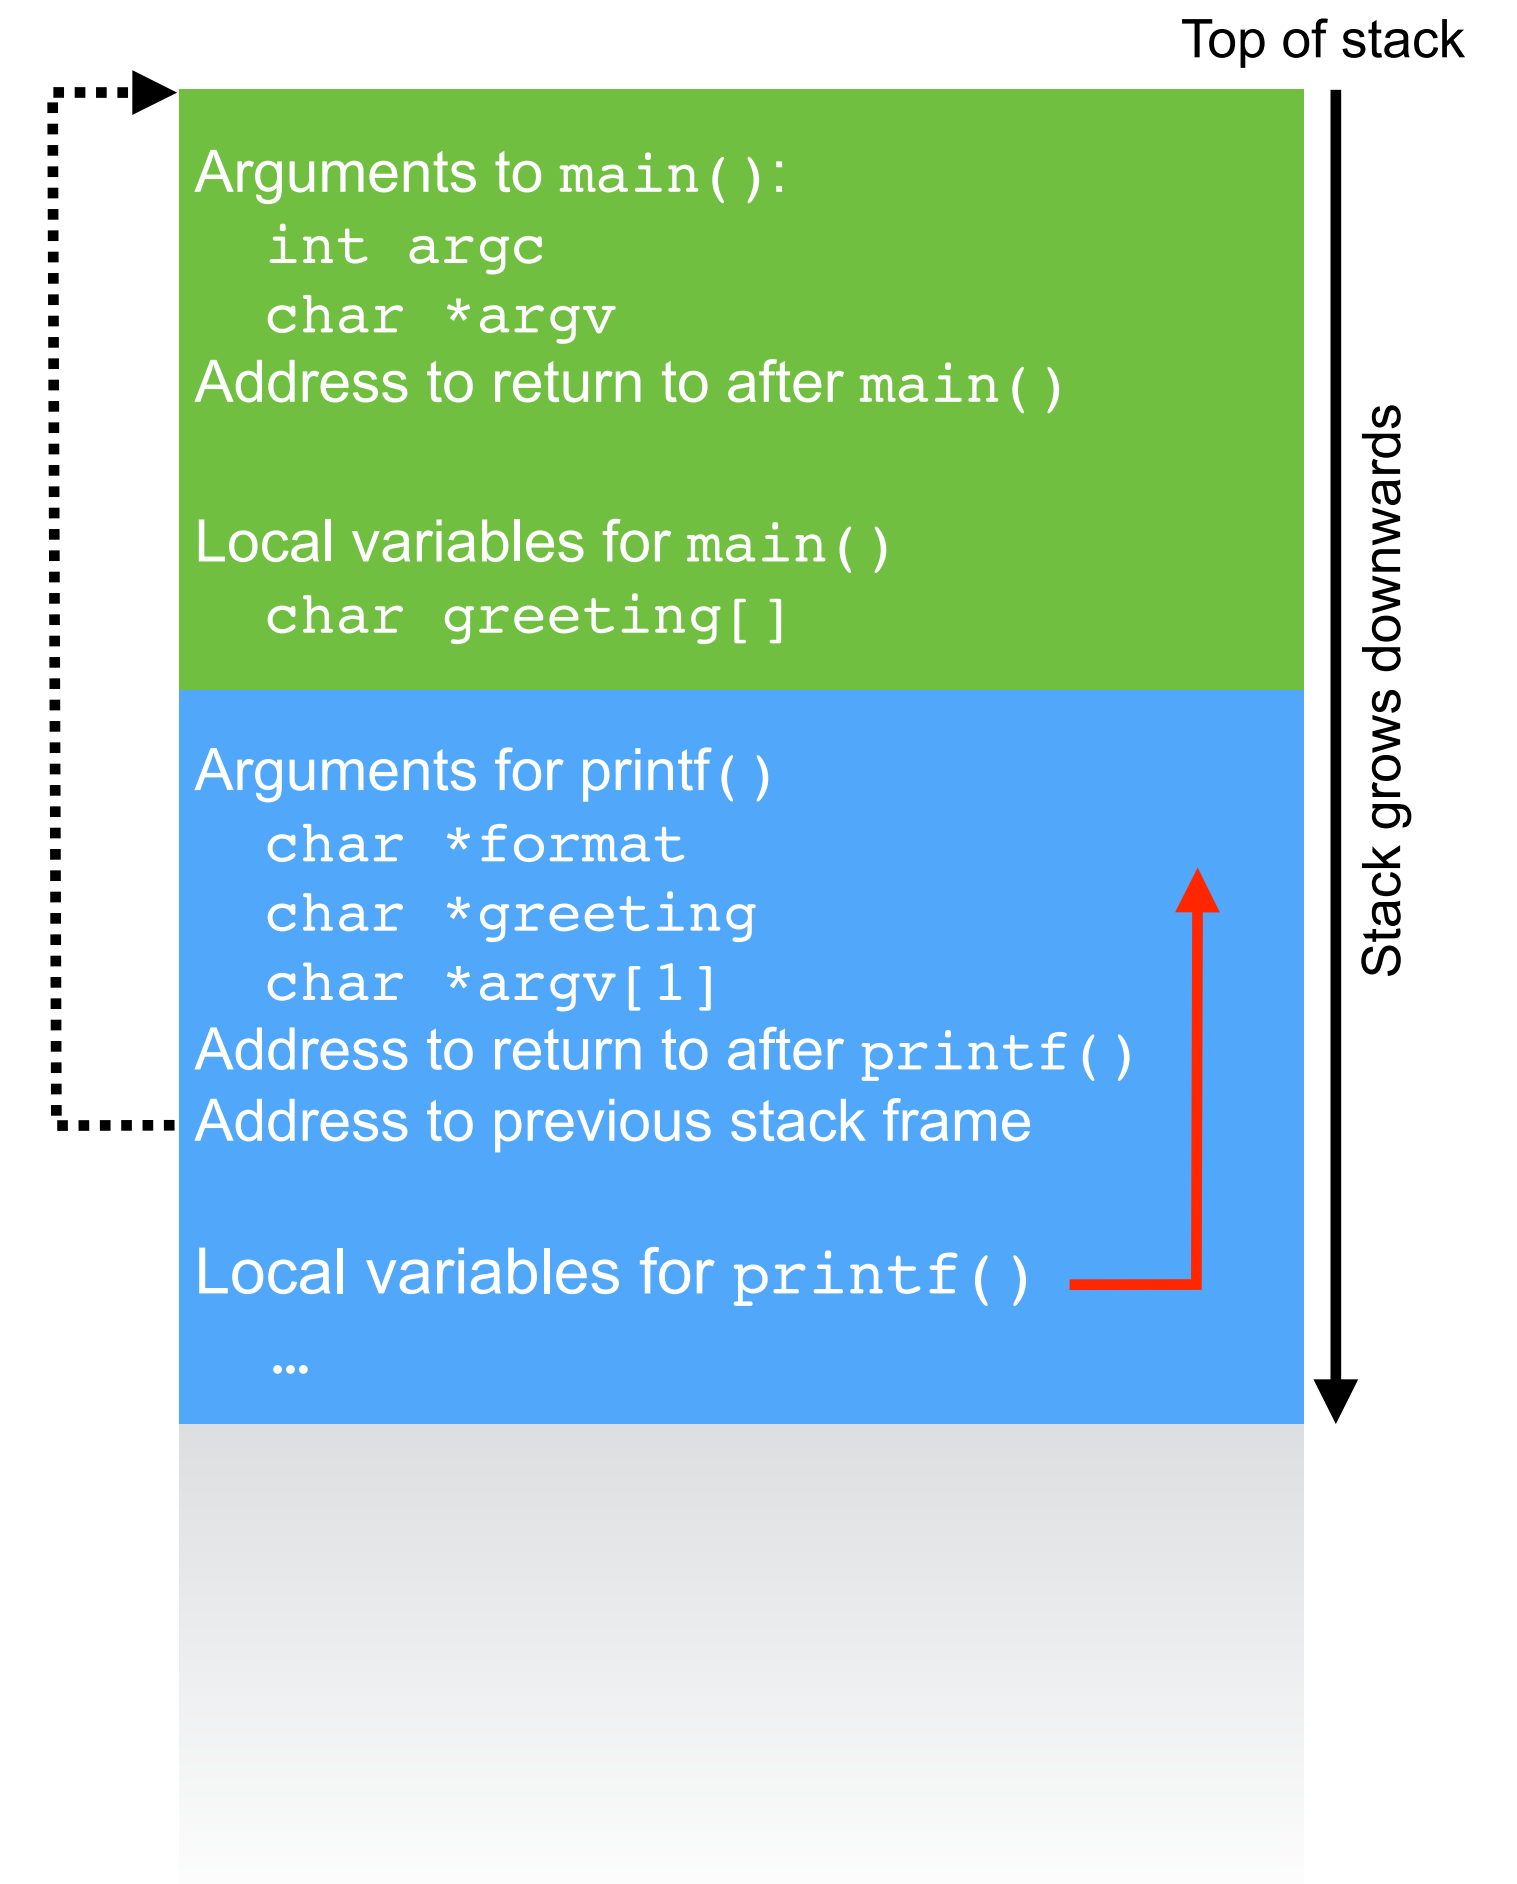 Top of stack
Arguments to main():
int argc
char *argv
Address to return to after main()
Local variables for main()
char greeting[]
Arguments for printf()
char *format
char *greeting
char *argv[1]
Address to return to after printf()
Address to previous stack frame
Local variables for printf()
…
Stack grows downwards